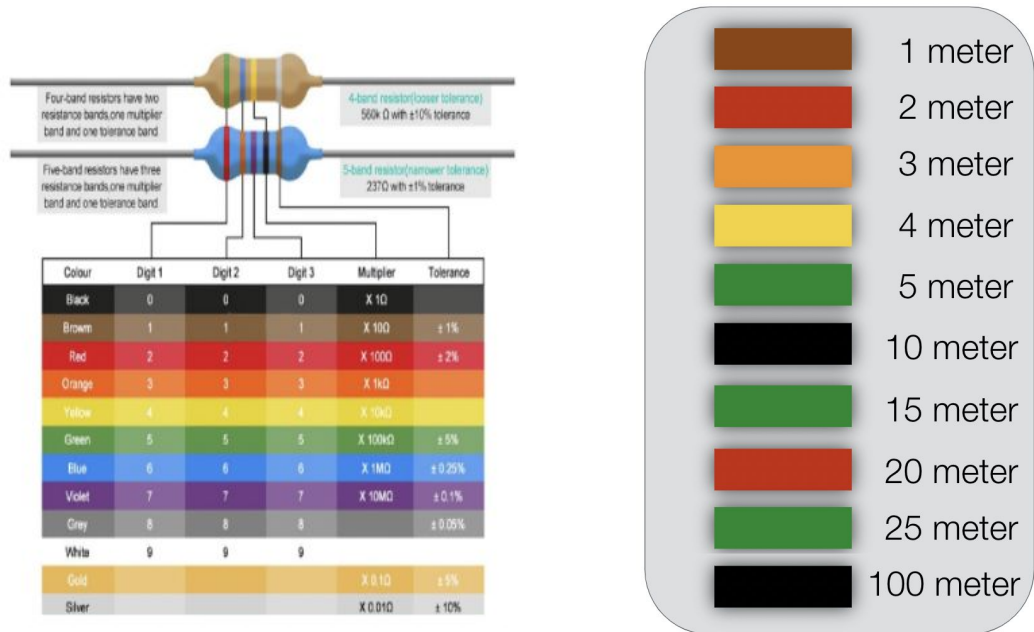 Four-band resistors have two
resistance bands,one multiplier
band and one tolerance band
4-band resistor(looser tolerance)
560k Ω with ±10% tolerance
Five-band resistors have three
resistance bands,one multiplier
band and one tolerance band
5-band resistor(narrower tolerance)
237Ω with ±1% tolerance
Colour Digit 1 Digit 2 Digit 3 Multiplier Tolerance
Black 0 0 0 X 1Ω
Browm 1 1 1 X 10Ω ± 1%
Red 2 2 2 X 100Ω ± 2%
Orange 3 3 3 X 1kΩ
Yellow 4 4 4 X 10kΩ
Green 5 5 5 X 100kΩ ± 5%
Blue 6 6 6 X 1MΩ ± 0.25%
Violet 7 7 7 X 10MΩ ± 0.1%
Grey 8 8 8 ± 0.05%
White 9 9 9
Gold X 0.1Ω ± 5%
Silver X 0.01Ω ± 10%
1 meter
2 meter
3 meter
4 meter
5 meter
10 meter
15 meter
20 meter
25 meter
100 meter